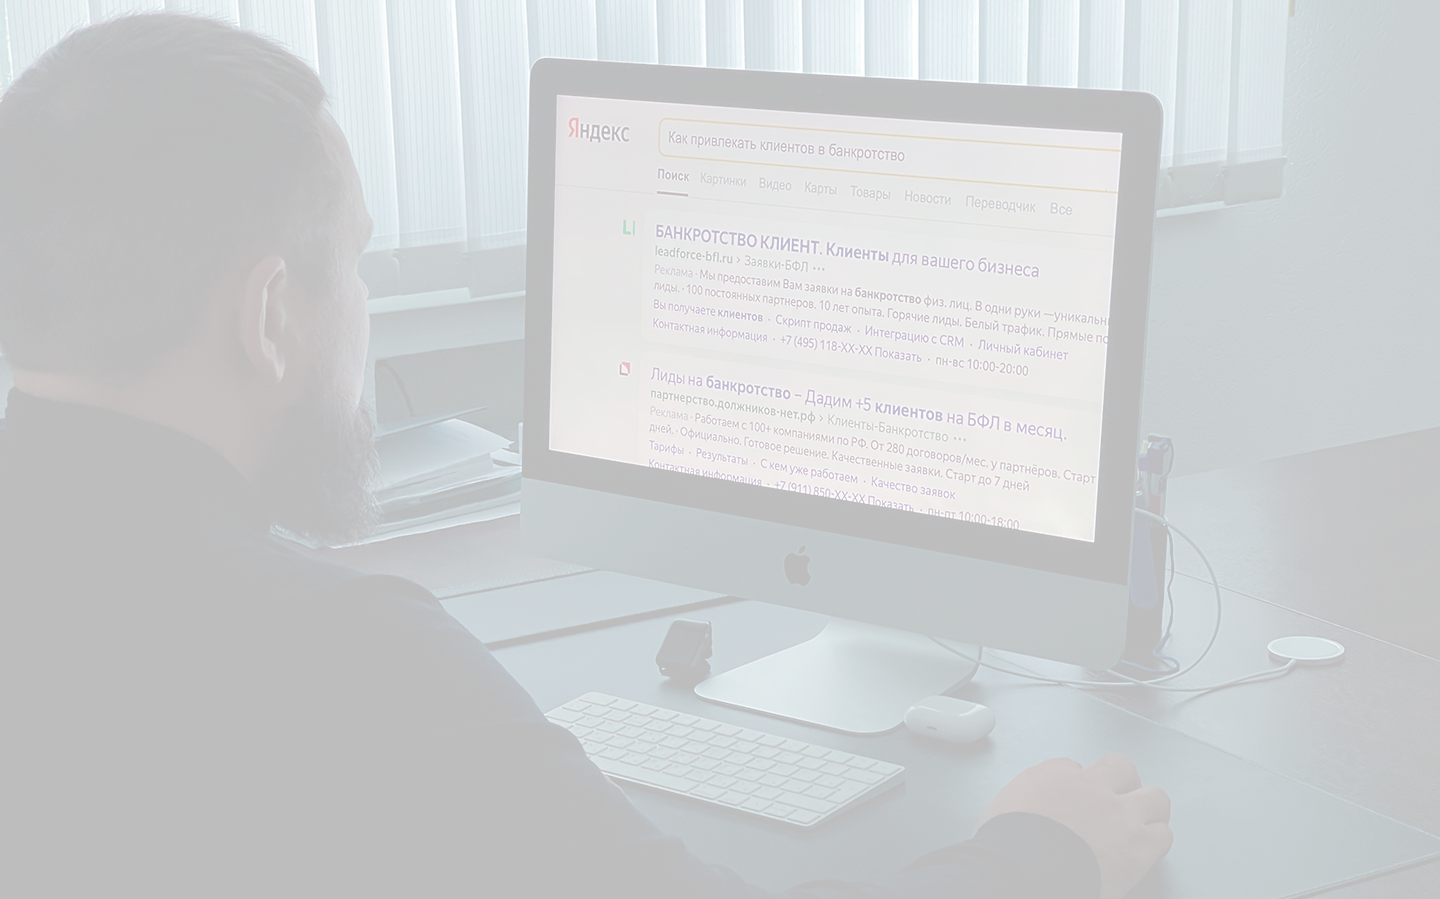 Яндекс
Как привлекать клиентов в банкротство
Поиск Картинки Видео Карты Товары Новости Переводчик Все
БАНКРОТСТВО КЛИЕНТ. Клиенты для вашего бизнеса
leadforce-bfl.ru › Заявки-БФЛ •••
Реклама · Мы предоставим Вам заявки на банкротство физ. лиц. В одни руки —уникальн
лиды. · 100 постоянных партнеров. 10 лет опыта. Горячие лиды. Белый трафик. Прямые по
Вы получаете клиентов · Скрипт продаж · Интеграцию с CRM · Личный кабинет
Контактная информация · +7 (495) 118-XX-XX Показать · пн-вс 10:00-20:00
Лиды на банкротство – Дадим +5 клиентов на БФЛ в месяц.
партнерство.должников-нет.рф › Клиенты-Банкротство •••
Реклама · Работаем с 100+ компаниями по РФ. От 280 договоров/мес. у партнёров. Старт
дней. · Официально. Готовое решение. Качественные заявки. Старт до 7 дней
Тарифы · Результаты · С кем уже работаем · Качество заявок
Контактная информация · +7 (911) 850-XX-XX Показать · пн-пт 10:00-18:00